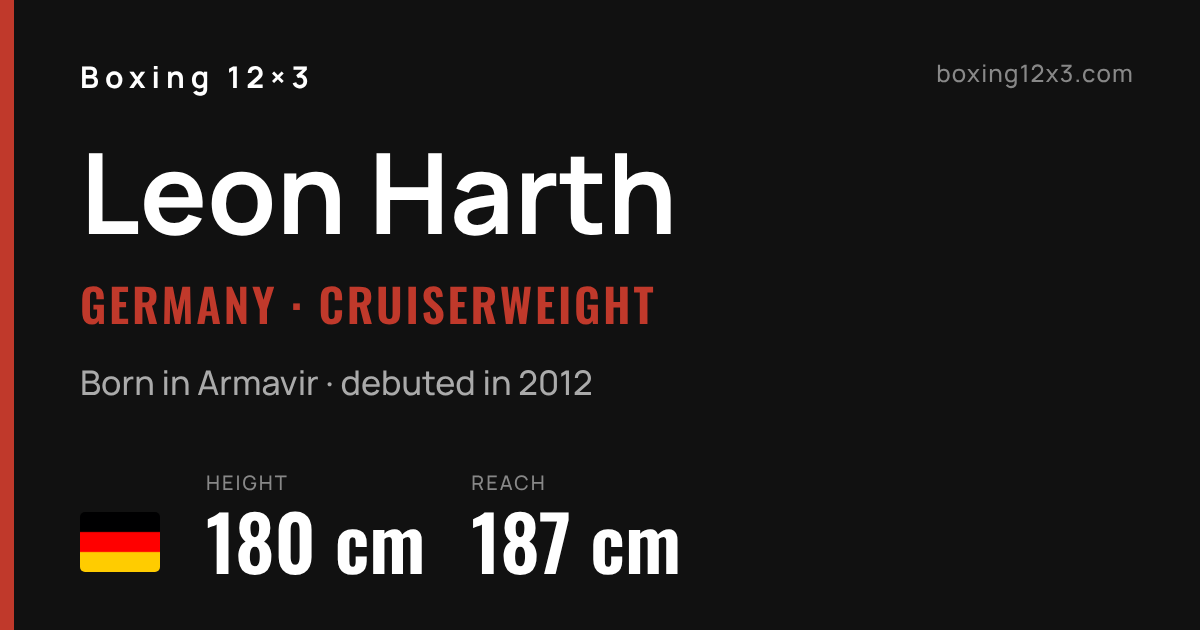 Boxing 12×3
boxing12x3.com
Leon Harth
GERMANY · CRUISERWEIGHT
Born in Armavir · debuted in 2012
HEIGHT
REACH
180 cm
187 cm